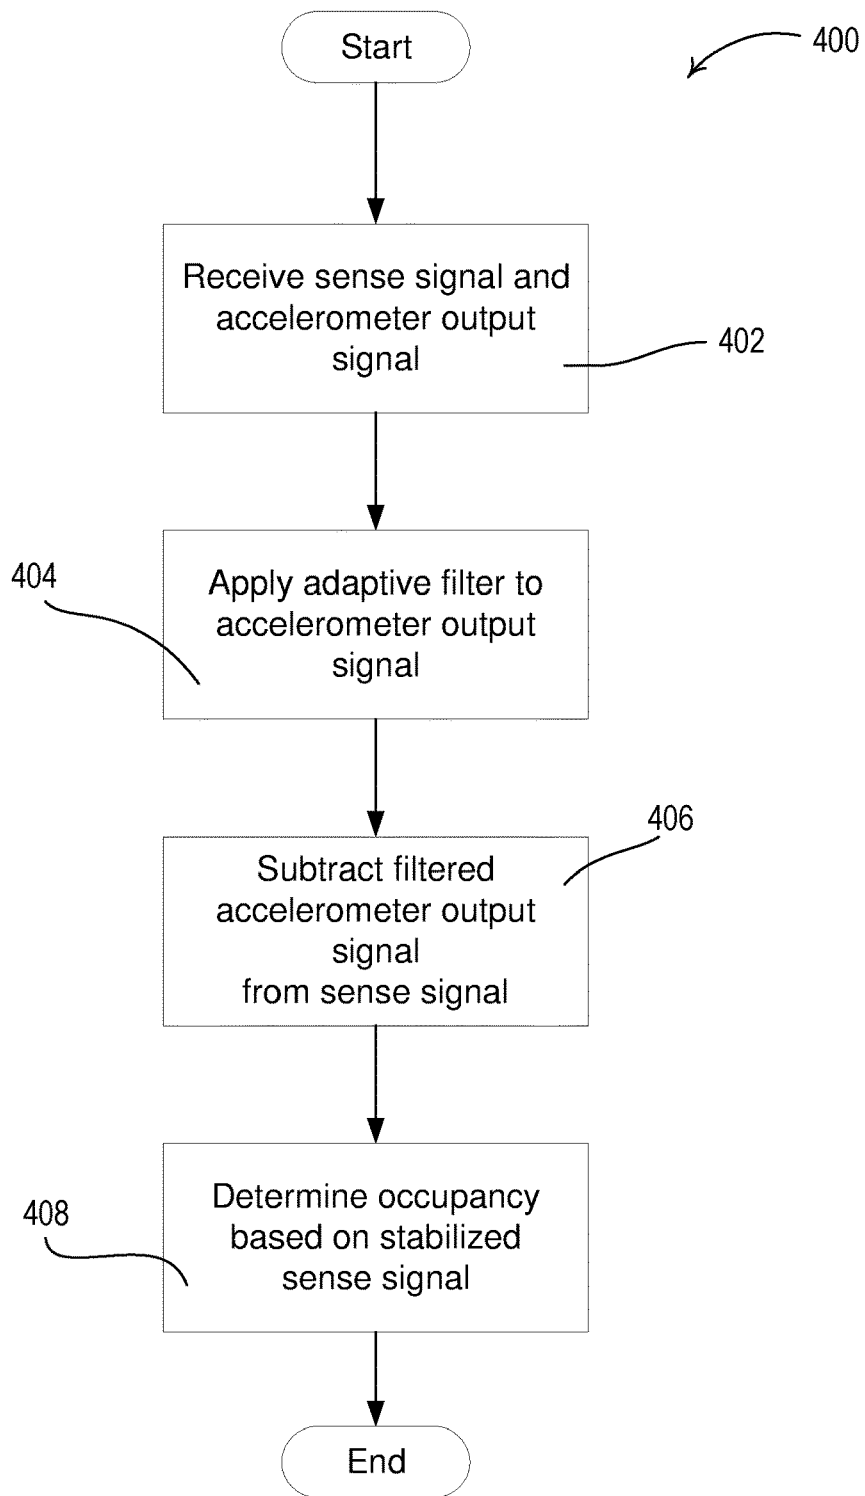 Start
400
Receive sense signal and
accelerometer output
signal
402
404
Apply adaptive filter to
accelerometer output
signal
406
Subtract filtered
accelerometer output
signal
from sense signal
408
Determine occupancy
based on stabilized
sense signal
End